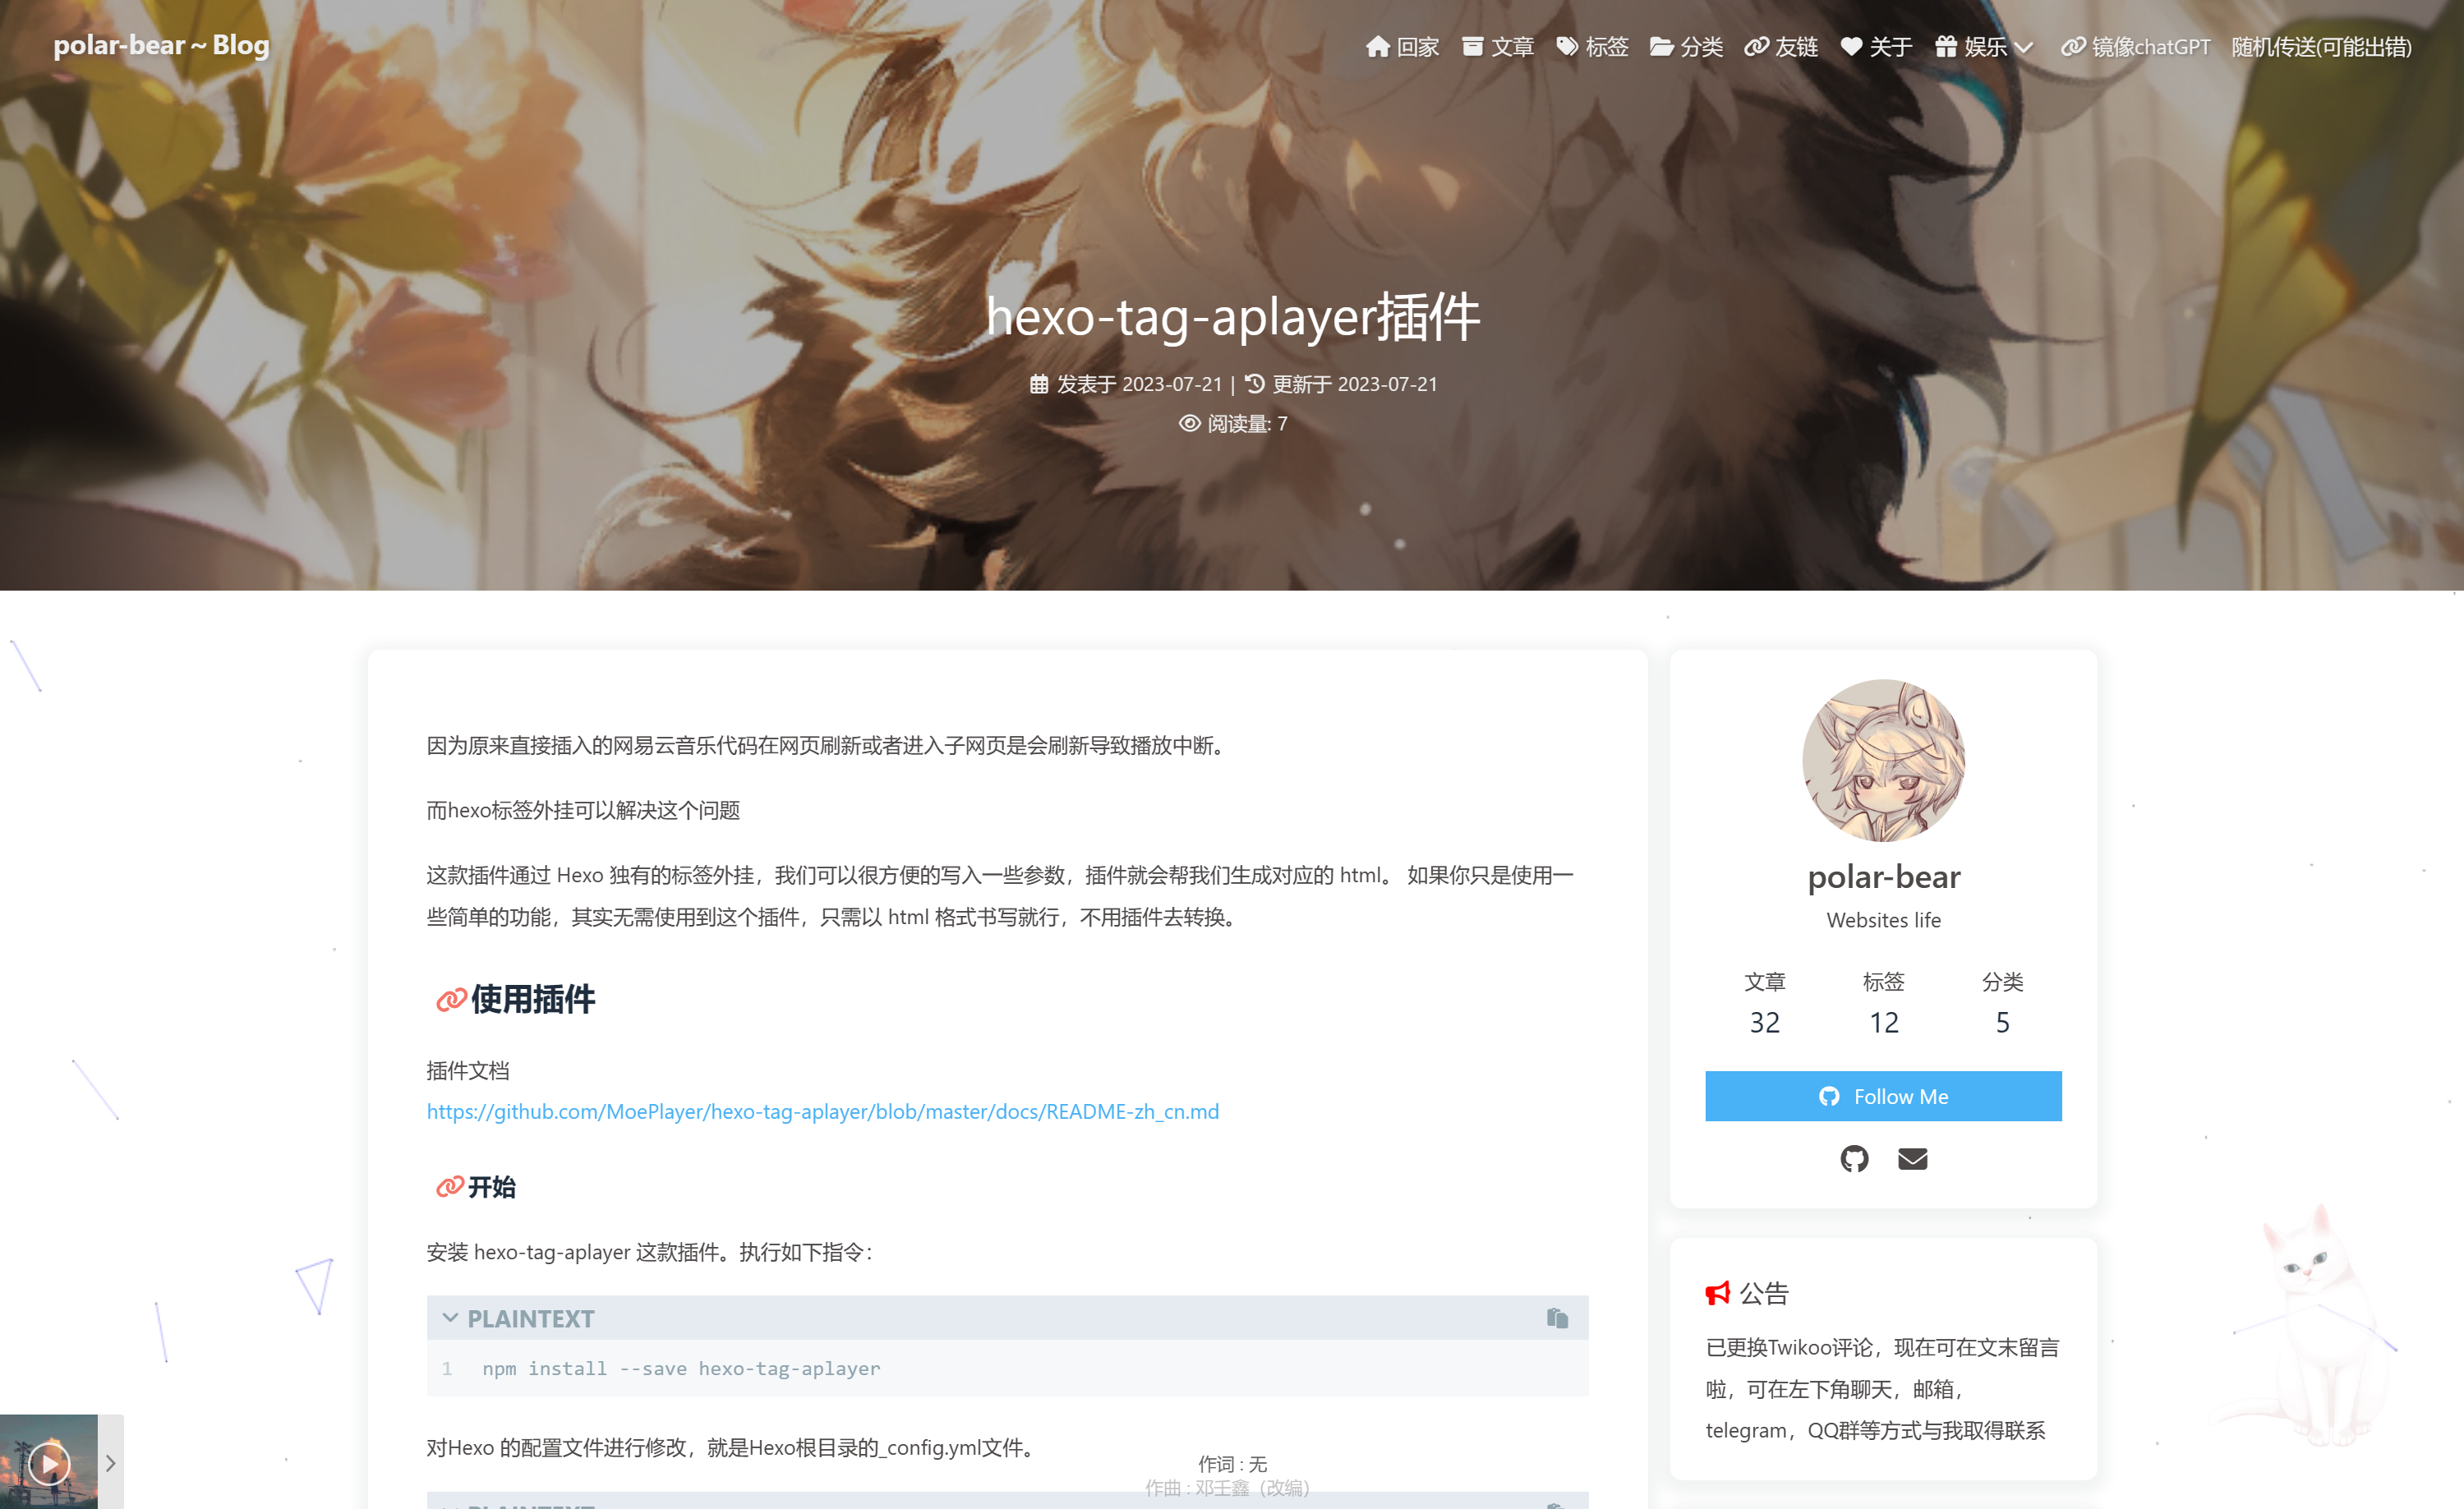 polar-bear ~ Blog
回家 文章 标签 分类 友链 关于 娱乐 镜像chatGPT 随机传送(可能出错)
hexo-tag-aplayer插件
发表于 2023-07-21 | 更新于 2023-07-21
阅读量: 7
因为原来直接插入的网易云音乐代码在网页刷新或者进入子网页是会刷新导致播放中断。
而hexo标签外挂可以解决这个问题
这款插件通过 Hexo 独有的标签外挂，我们可以很方便的写入一些参数，插件就会帮我们生成对应的 html。 如果你只是使用一
些简单的功能，其实无需使用到这个插件，只需以 html 格式书写就行，不用插件去转换。
使用插件
插件文档
https://github.com/MoePlayer/hexo-tag-aplayer/blob/master/docs/README-zh_cn.md
开始
安装 hexo-tag-aplayer 这款插件。执行如下指令：
PLAINTEXT
1 npm install --save hexo-tag-aplayer
对Hexo 的配置文件进行修改，就是Hexo根目录的_config.yml文件。
PLAINTEXT
作词 : 无
作曲 : 邓壬鑫（改编）
polar-bear
Websites life
文章 标签 分类
32 12 5
Follow Me
公告
已更换Twikoo评论，现在可在文末留言
啦，可在左下角聊天，邮箱，
telegram，QQ群等方式与我取得联系